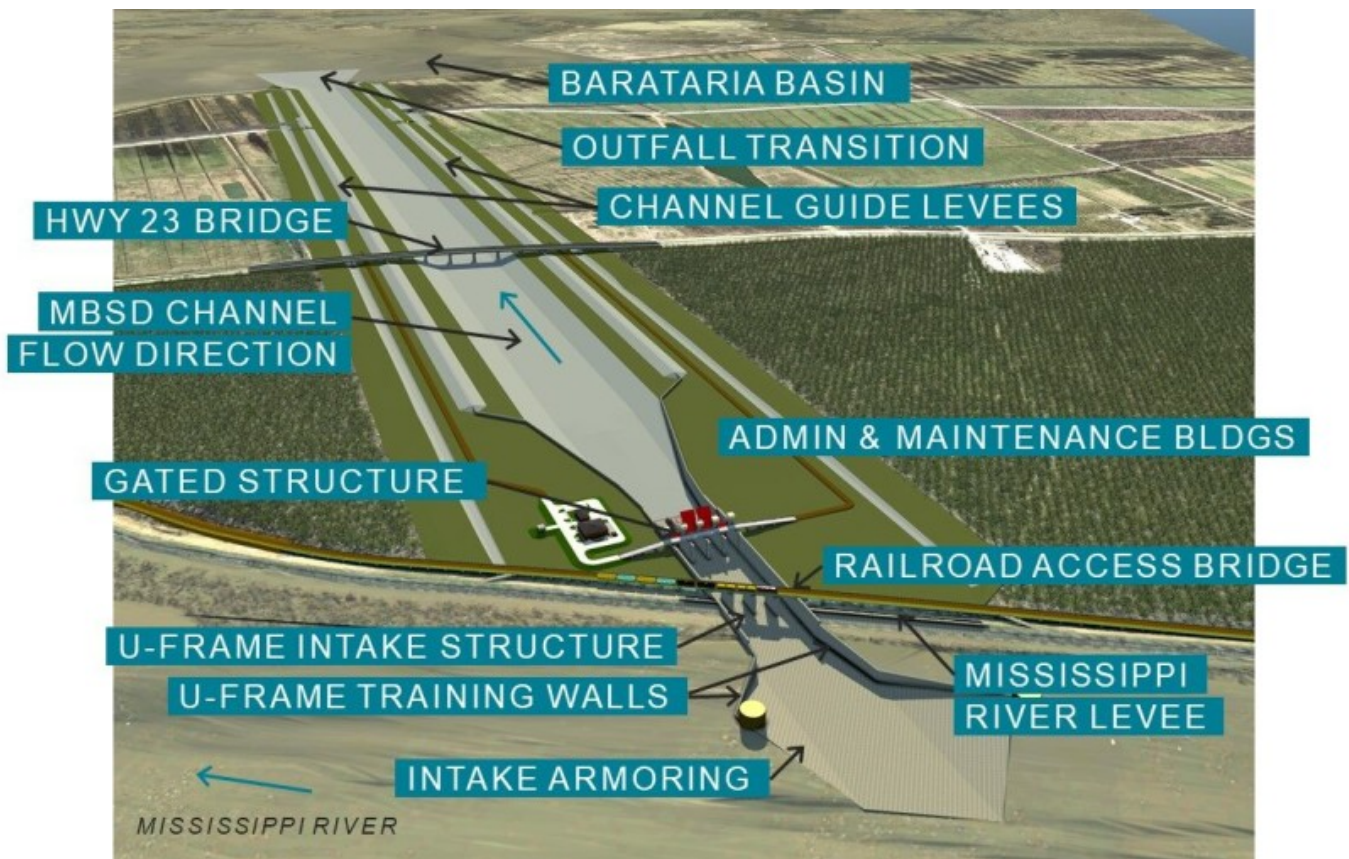 BARATARIA BASIN
OUTFALL TRANSITION
CHANNEL GUIDE LEVEES
HWY 23 BRIDGE
MBSD CHANNEL
FLOW DIRECTION
ADMIN & MAINTENANCE BLDGS
GATED STRUCTURE
RAILROAD ACCESS BRIDGE
U-FRAME INTAKE STRUCTURE
U-FRAME TRAINING WALLS
MISSISSIPPI
RIVER LEVEE
INTAKE ARMORING
MISSISSIPPI RIVER